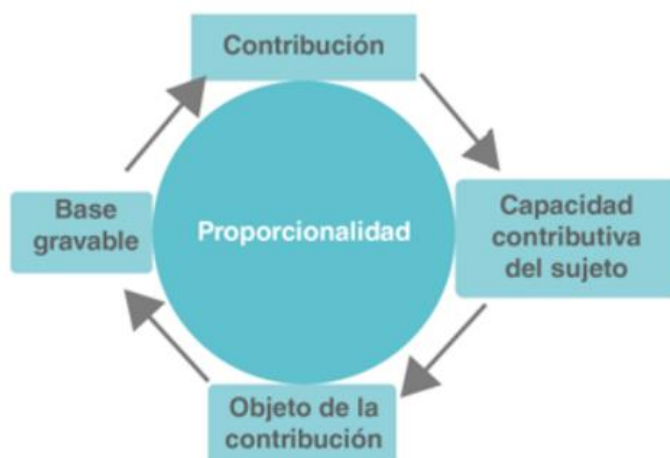 Contribución
Capacidad
contributiva
del sujeto
Objeto de la
contribución
Base
gravable
Proporcionalidad